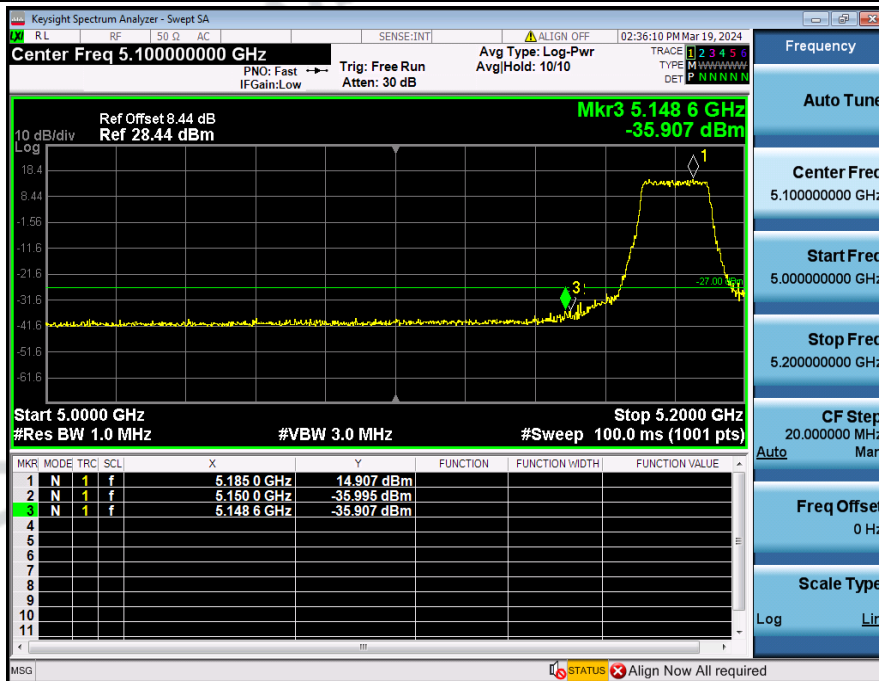 Keysight Spectrum Analyzer - Swept SA
RL RF 50 Ω AC SENSE:INT ALIGN OFF 02:36:10 PM Mar 19, 2024
Center Freq 5.100000000 GHz
PNO: Fast
IFGain:Low
Trig: Free Run
Atten: 30 dB
Avg Type: Log-Pwr
Avg|Hold: 10/10
TRACE 1 2 3 4 5 6
TYPE M WWWWW
DET P N N N N N
Ref Offset 8.44 dB
Ref 28.44 dBm
10 dB/div
Log
Mkr3 5.148 6 GHz
-35.907 dBm
18.4
8.44
-1.56
-11.6
-21.6
-31.6
-41.6
-51.6
-61.6
1
3
-27.00 dBm
Start 5.0000 GHz
Stop 5.2000 GHz
#Res BW 1.0 MHz
#VBW 3.0 MHz
#Sweep 100.0 ms (1001 pts)
MKR MODE TRC SCL X Y FUNCTION FUNCTION WIDTH FUNCTION VALUE
1 N 1 f 5.185 0 GHz 14.907 dBm
2 N 1 f 5.150 0 GHz -35.995 dBm
3 N 1 f 5.148 6 GHz -35.907 dBm
4
5
6
7
8
9
10
11
MSG
STATUS
Align Now All required
Frequency
Auto Tune
Center Freq
5.100000000 GHz
Start Freq
5.000000000 GHz
Stop Freq
5.200000000 GHz
CF Step
20.000000 MHz
Auto Man
Freq Offset
0 Hz
Scale Type
Log Lin